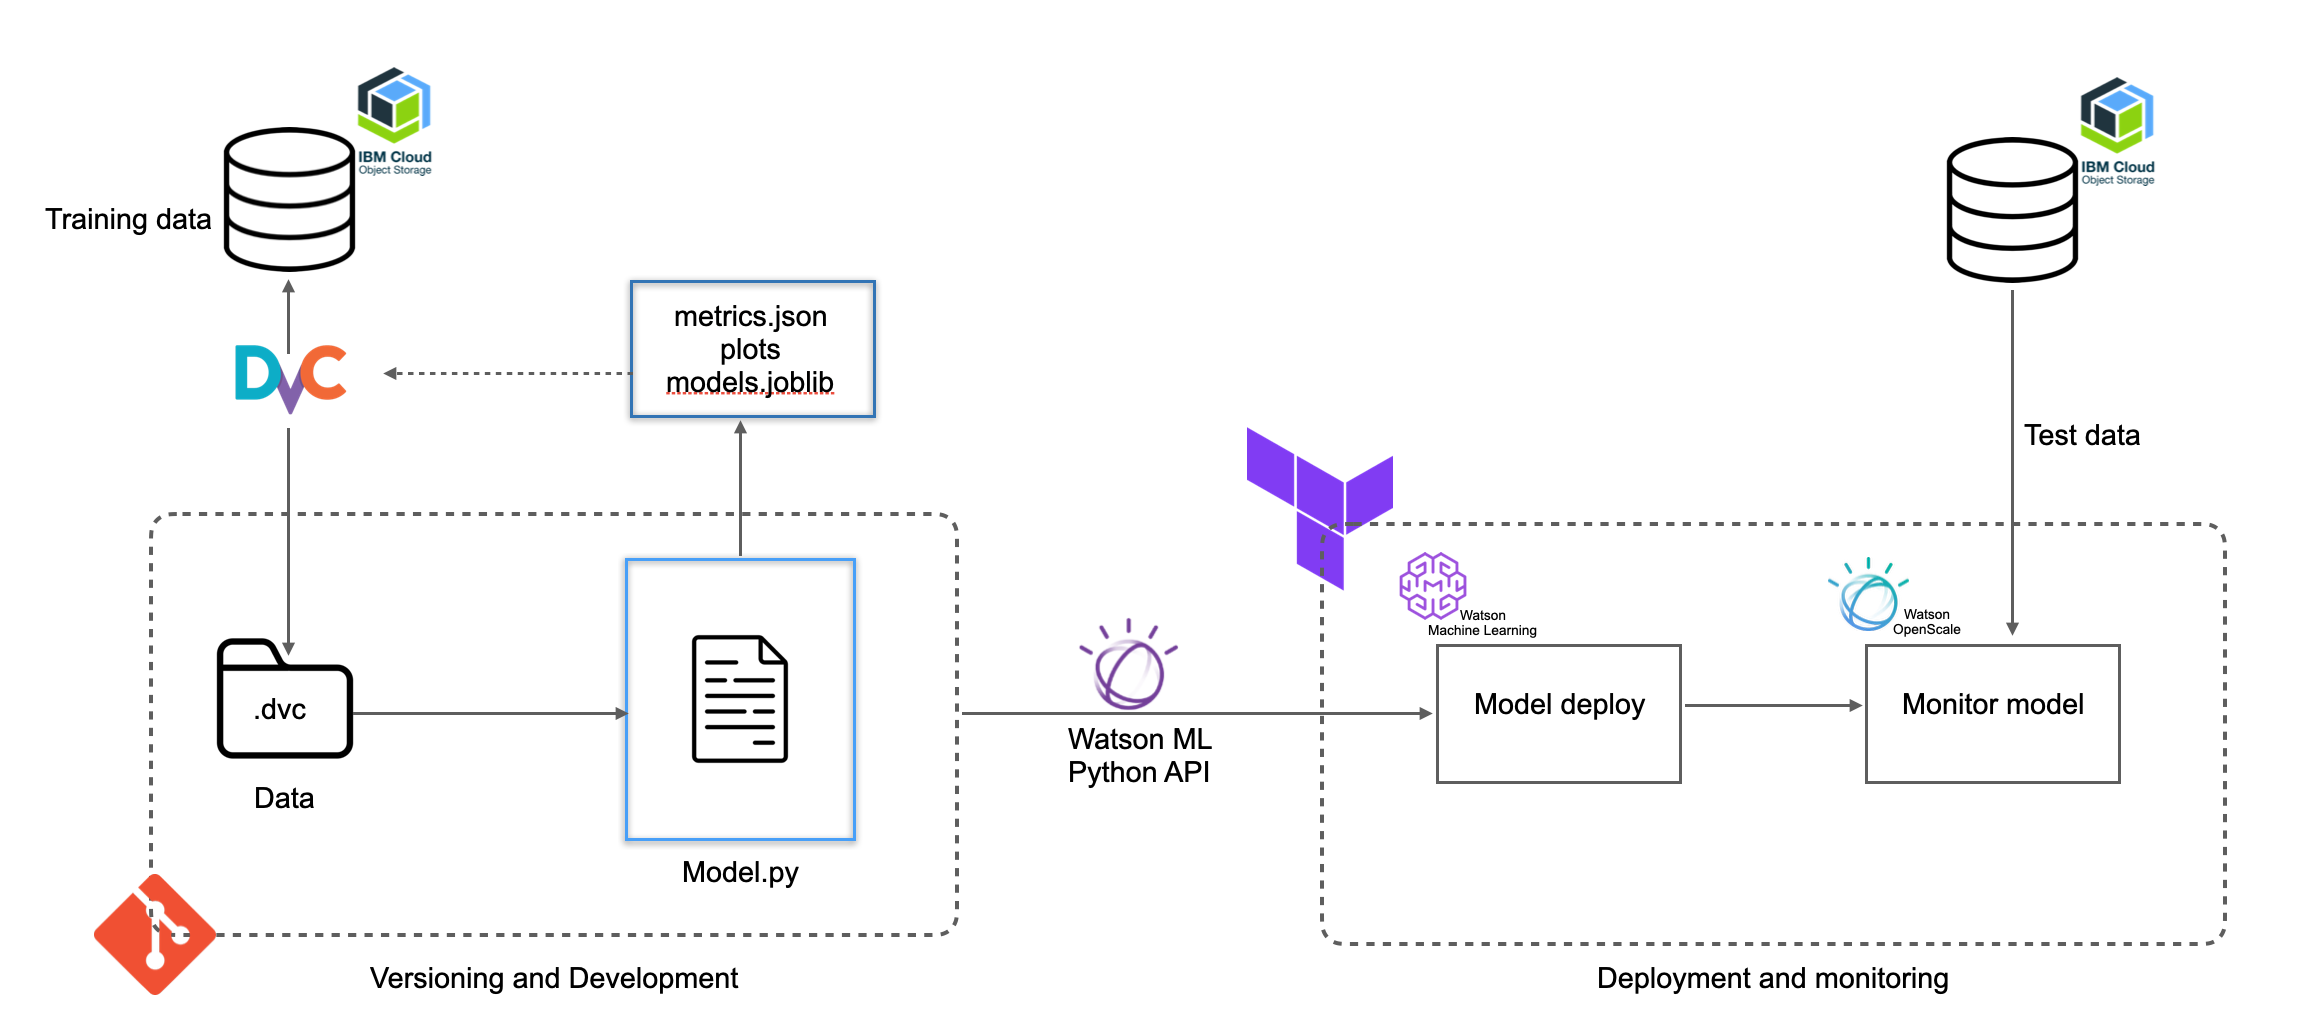 IBM Cloud
Object Storage
Training data
DVC
metrics.json
plots
models.joblib
.dvc
Data
Model.py
Versioning and Development
Watson ML
Python API
IBM Cloud
Object Storage
Test data
Watson
Machine Learning
Watson
OpenScale
Model deploy
Monitor model
Deployment and monitoring